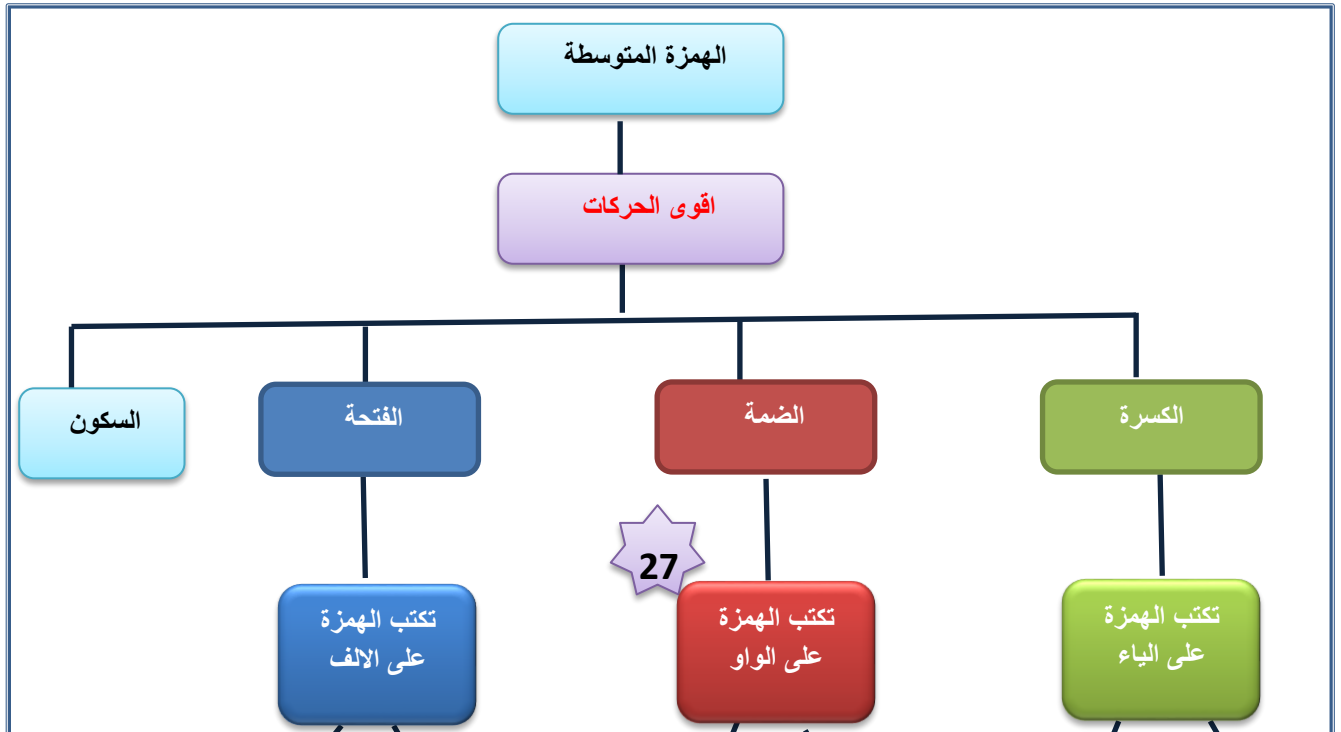 الهمزة المتوسطة
اقوى الحركات
الكسرة
الضمة
الفتحة
السكون
27
تكتب الهمزة
على الياء
تكتب الهمزة
على الواو
تكتب الهمزة
على الالف